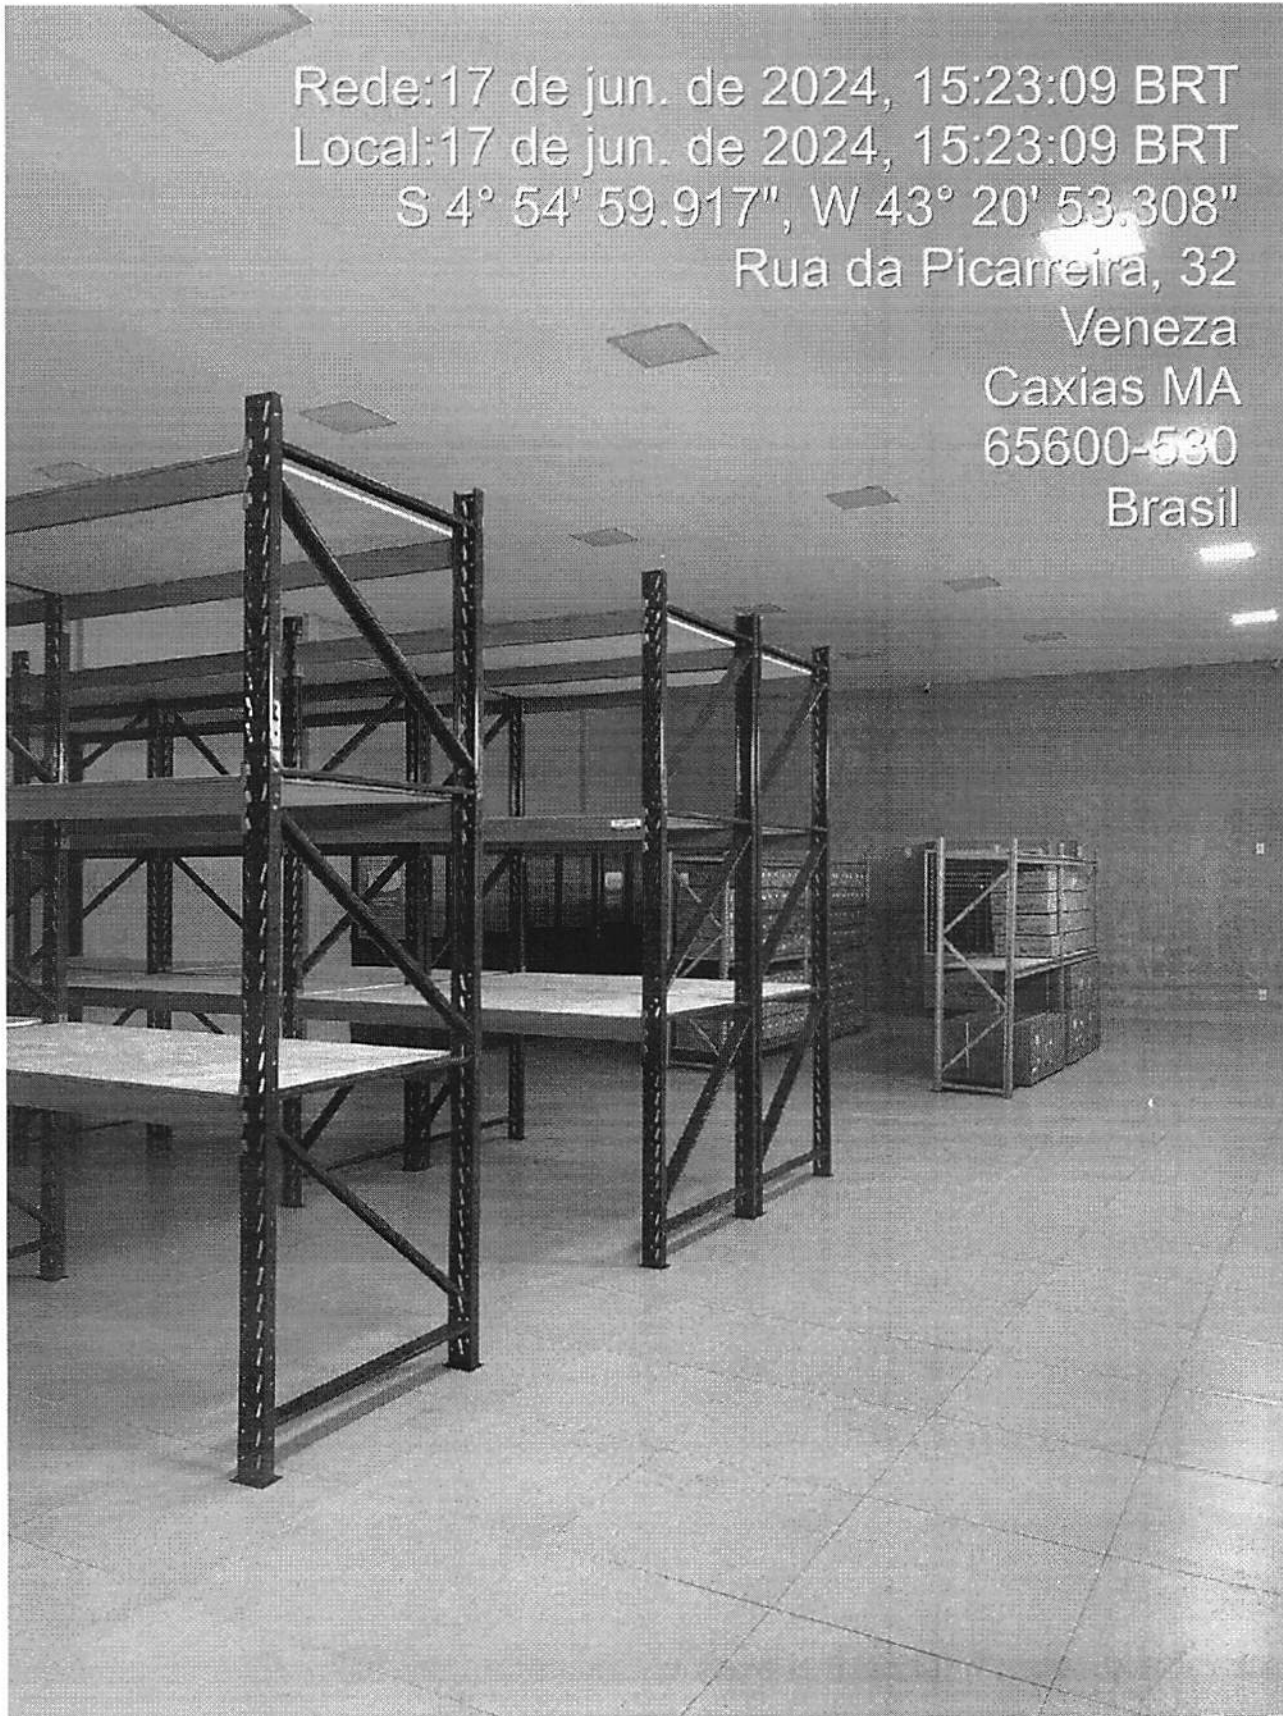 Rede:17 de jun. de 2024, 15:23:09 BRT
Local:17 de jun. de 2024, 15:23:09 BRT
S 4° 54' 59.917", W 43° 20' 53.308"
Rua da Picarreira, 32
Veneza
Caxias MA
65600-530
Brasil